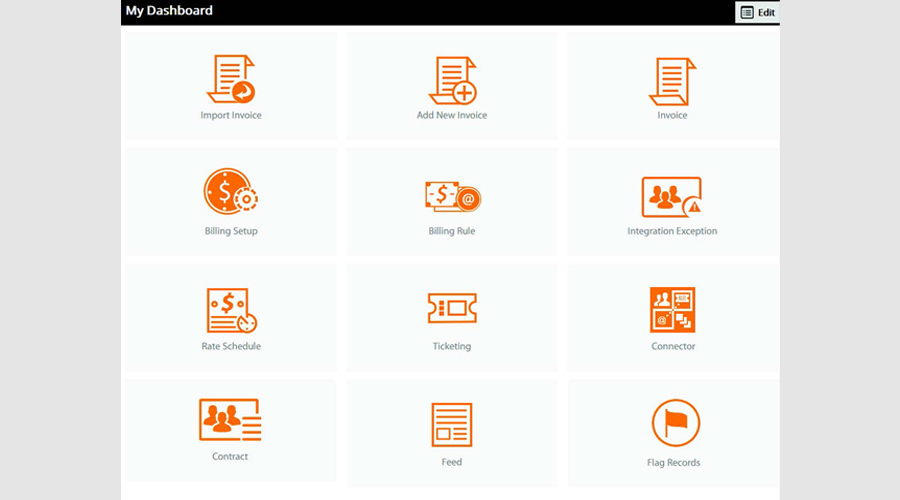 My Dashboard
Edit
Import Invoice
Add New Invoice
Invoice
Billing Setup
Billing Rule
Integration Exception
Rate Schedule
Ticketing
Connector
Contract
Feed
Flag Records